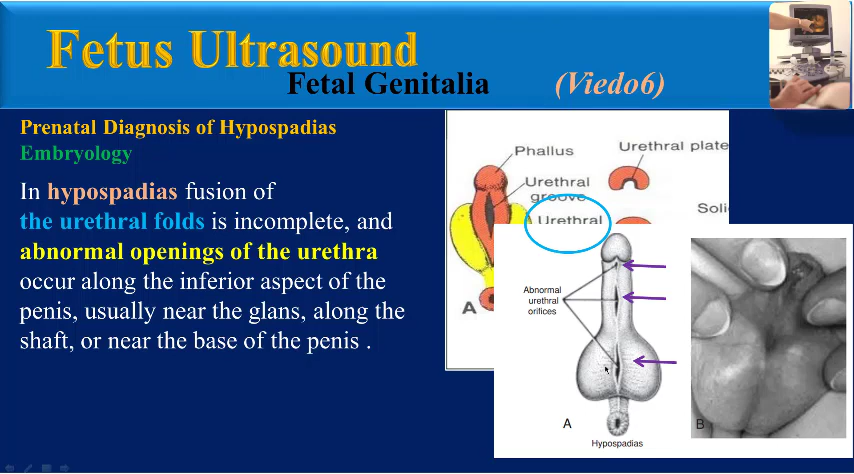 Fetus Ultrasound
Fetal Genitalia (Viedo6)
Prenatal Diagnosis of Hypospadias
Embryology
In hypospadias fusion of
the urethral folds is incomplete, and
abnormal openings of the urethra
occur along the inferior aspect of the
penis, usually near the glans, along the
shaft, or near the base of the penis .
Phallus
Urethral plate
Urethral
groove
Urethral
A
Abnormal
urethral
orifices
A
Hypospadias
B